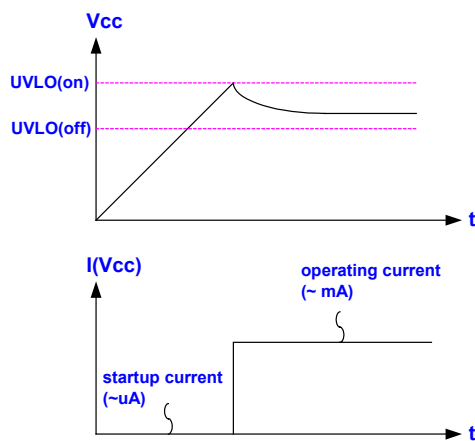 Vcc
UVLO(on)
UVLO(off)
t
I(Vcc)
operating current
(~ mA)
startup current
(~uA)
t